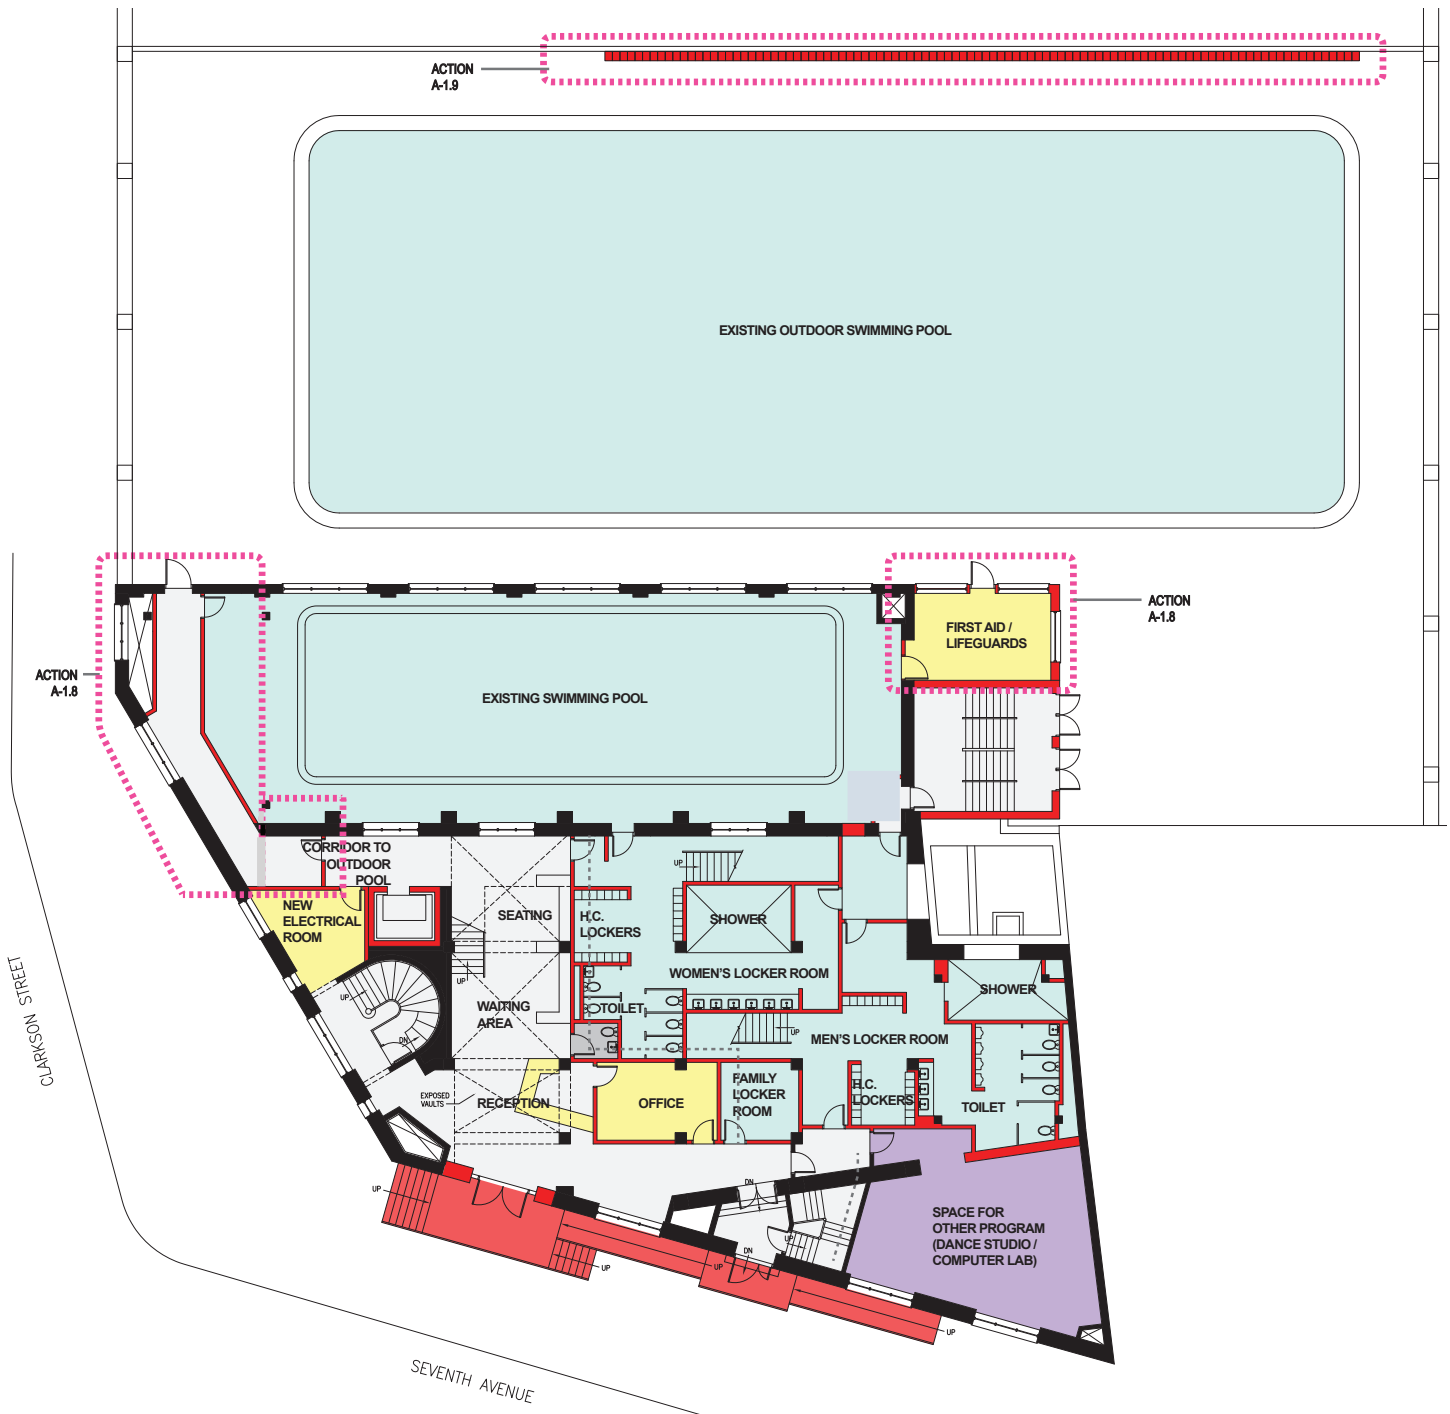 ACTION
A-1.9
EXISTING OUTDOOR SWIMMING POOL
ACTION
A-1.8
FIRST AID /
LIFEGUARDS
ACTION
A-1.8
EXISTING SWIMMING POOL
CORRIDOR TO
OUTDOOR
POOL
UP
NEW
ELECTRICAL
ROOM
SEATING
H.C.
LOCKERS
SHOWER
WOMEN'S LOCKER ROOM
UP
UP
WAITING
AREA
TOILET
SHOWER
DN
UP
MEN'S LOCKER ROOM
EXPOSED
VAULTS
RECEPTION
OFFICE
FAMILY
LOCKER
ROOM
H.C.
LOCKERS
TOILET
CLARKSON STREET
UP
DN
UP
DN
UP
UP
UP
SPACE FOR
OTHER PROGRAM
(DANCE STUDIO /
COMPUTER LAB)
SEVENTH AVENUE